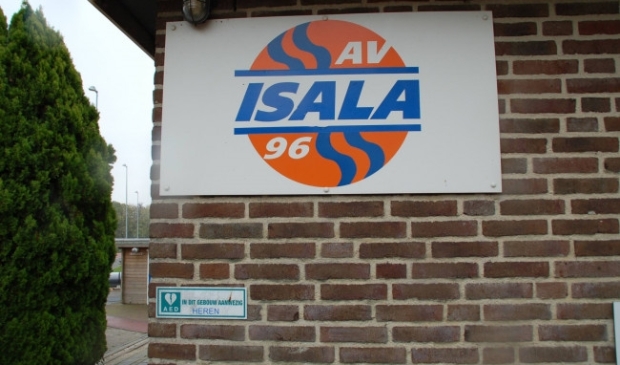 AV
ISALA
96
AED
IN DIT GEBOUW AANWEZIG
HEREN